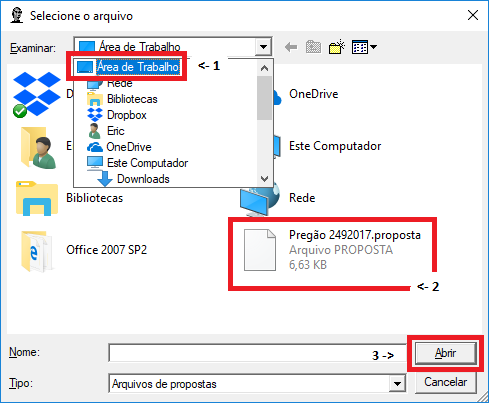 Selecione o arquivo
Examinar:
Área de Trabalho
Área de Trabalho
<- 1
Rede
Bibliotecas
Dropbox
Eric
OneDrive
Este Computador
Downloads
D
OneDrive
E
Este Computador
Bibliotecas
Rede
Office 2007 SP2
Pregão 2492017.proposta
Arquivo PROPOSTA
6,63 KB
<- 2
Nome:
3 ->
Abrir
Tipo:
Arquivos de propostas
Cancelar